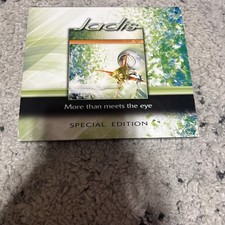 Jadis
More than meets the eye
SPECIAL EDITION